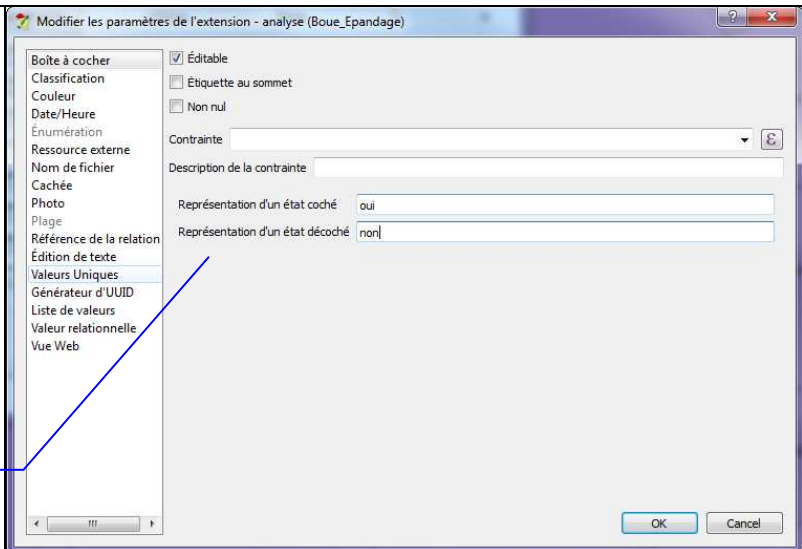 Modifier les paramètres de l'extension - analyse (Boue_Epandage)
Boîte à cocher
Classification
Couleur
Date/Heure
Énumération
Ressource externe
Nom de fichier
Cachée
Photo
Plage
Référence de la relation
Édition de texte
Valeurs Uniques
Générateur d'UUID
Liste de valeurs
Valeur relationnelle
Vue Web
Éditable
Étiquette au sommet
Non nul
Contrainte
ε
Description de la contrainte
Représentation d'un état coché oui
Représentation d'un état décoché non
OK Cancel